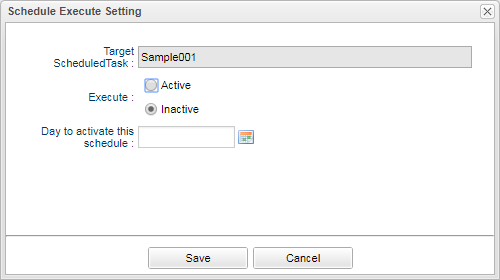 Schedule Execute Setting
Target
ScheduledTask :
Sample001
Execute :
Active
Inactive
Day to activate this
schedule :
Save
Cancel